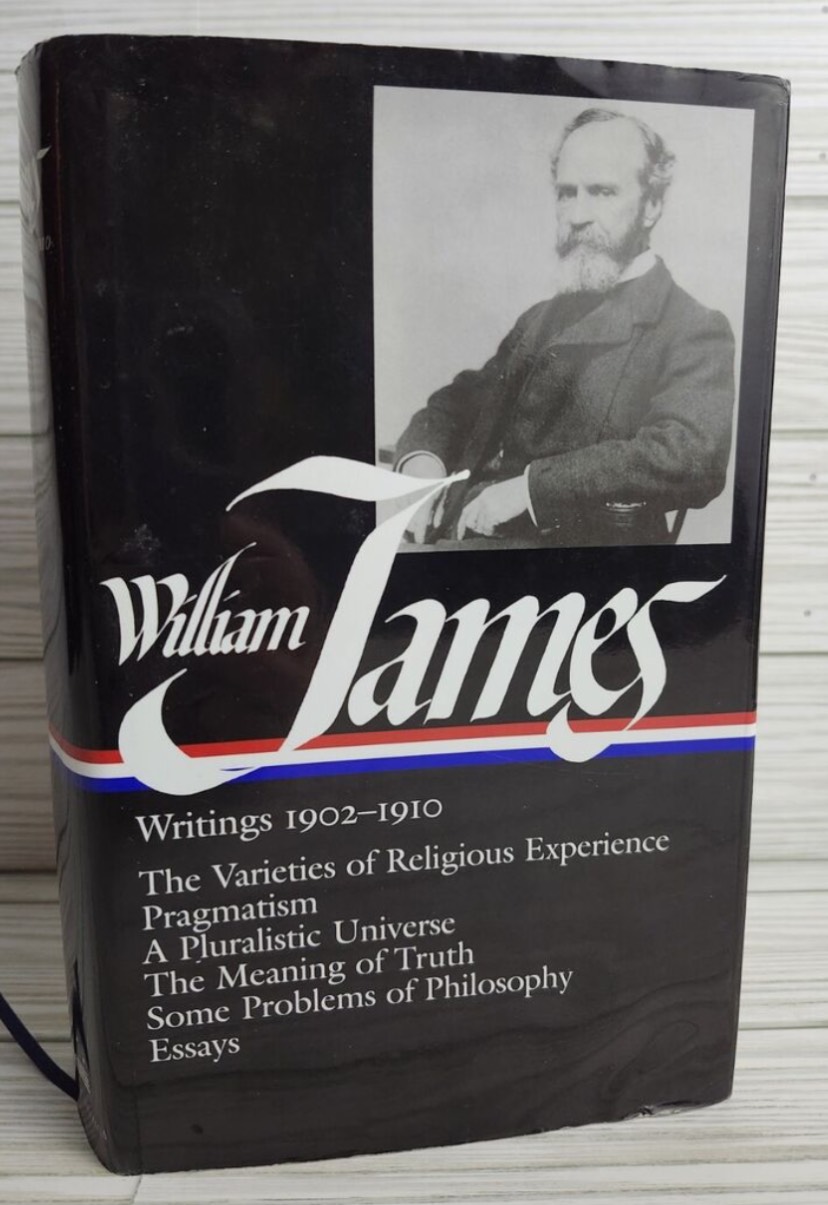 William James
Writings 1902–1910
The Varieties of Religious Experience
Pragmatism
A Pluralistic Universe
The Meaning of Truth
Some Problems of Philosophy
Essays